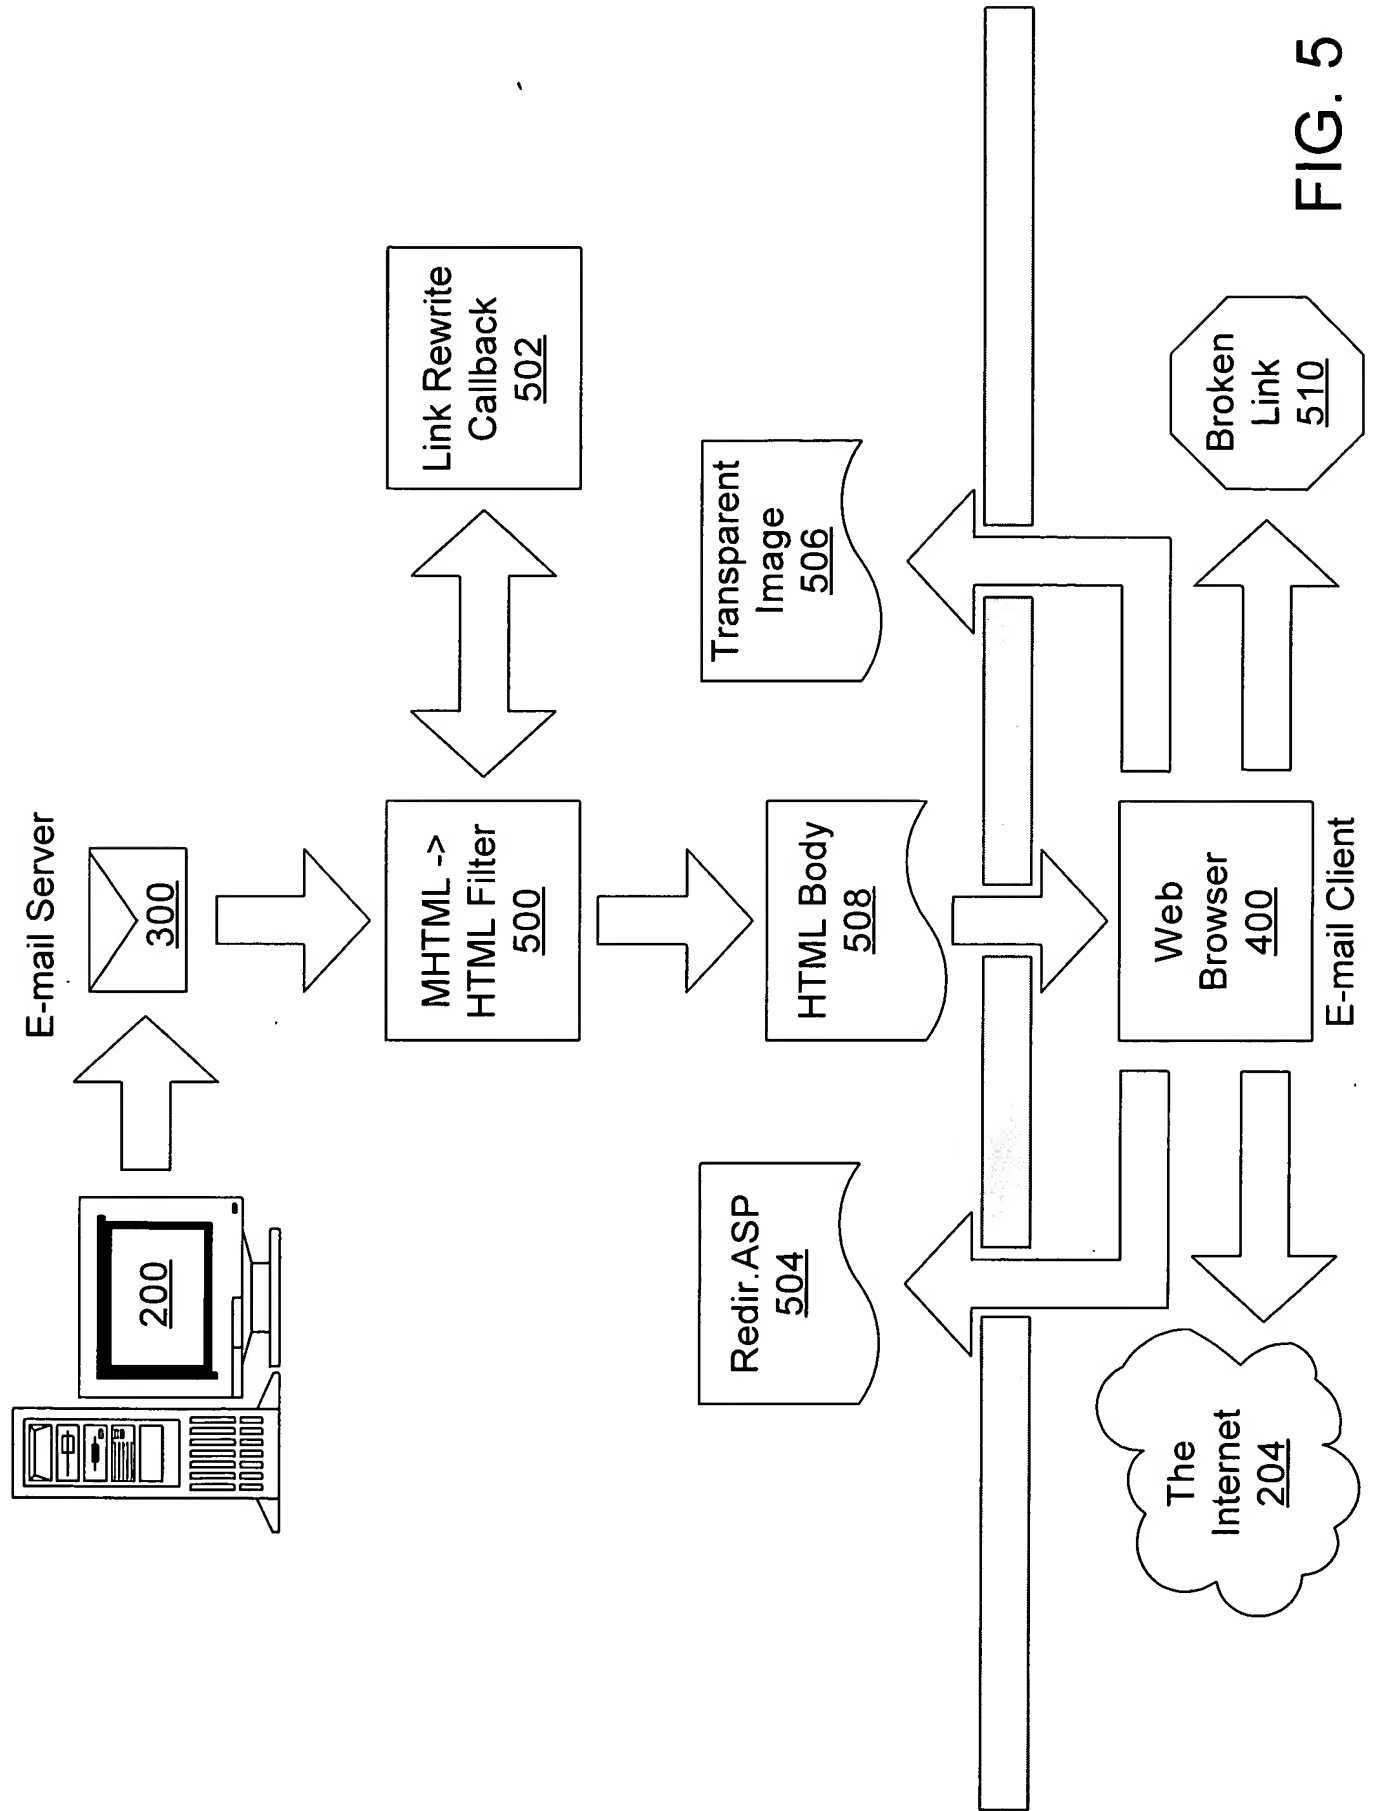 E-mail Server
200
300
MHTML ->
HTML Filter
500
Link Rewrite
Callback
502
Redir.ASP
504
HTML Body
508
Transparent
Image
506
The
Internet
204
Web
Browser
400
Broken
Link
510
E-mail Client
FIG. 5